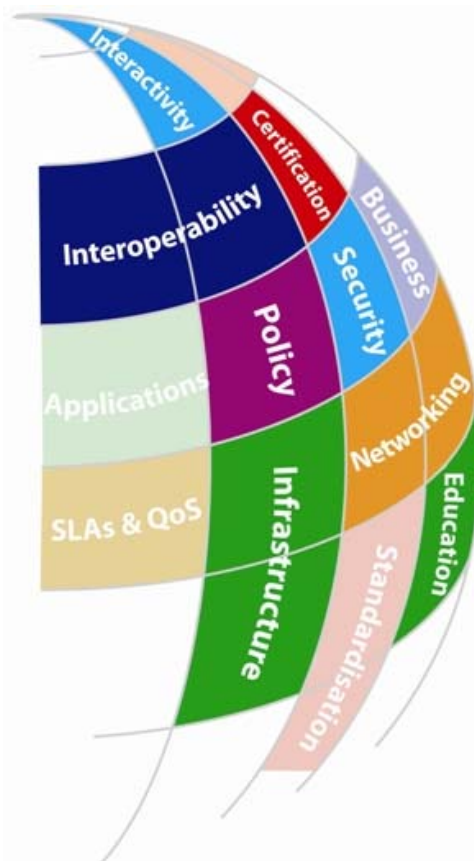 Interactivity
Certification
Interoperability
Business
Security
Policy
Applications
Networking
SLAs & QoS
Infrastructure
Education
Standardisation